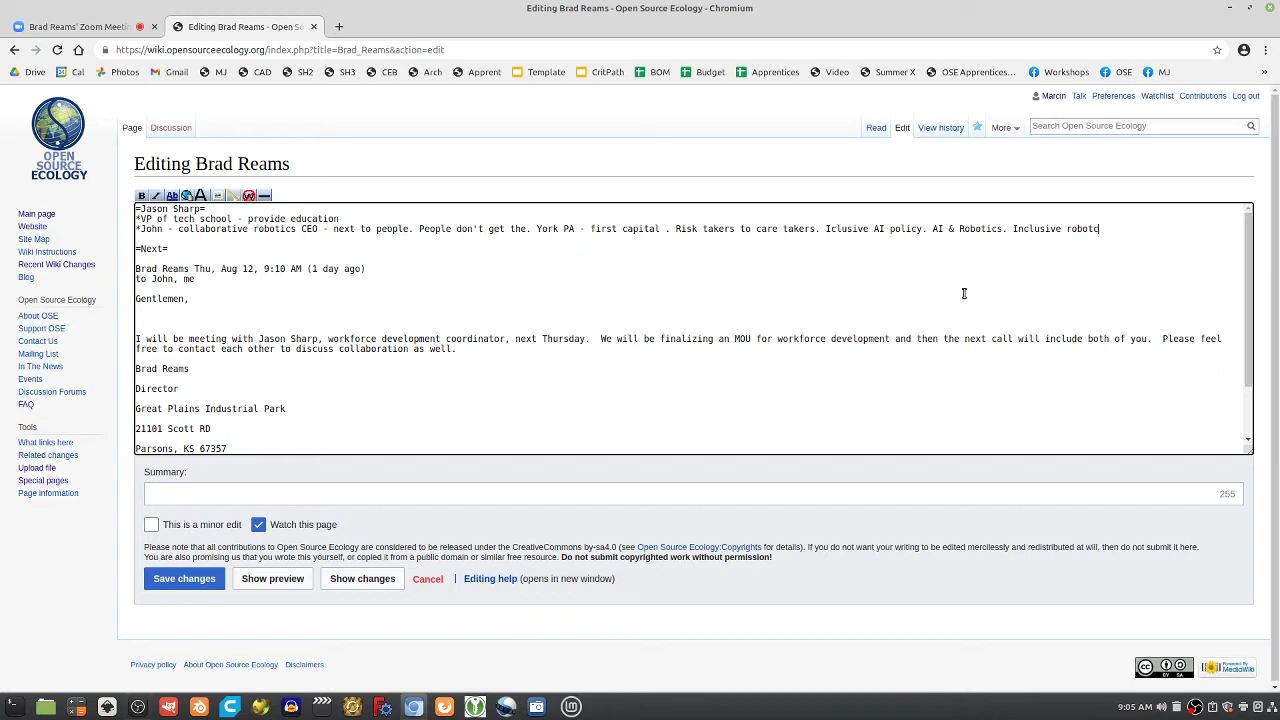 Editing Brad Reams - Open Source Ecology - Chromium
Brad Reams' Zoom Meetin
Editing Brad Reams - Open So
https://wiki.opensourceecology.org/index.php?title=Brad_Reams&action=edit
Drive Cal Photos Gmail MJ CAD SH2 SH3 CEB Arch Apprent Template CritPath BOM Budget Apprentices Video Summer X OSE Apprentices... Workshops OSE MJ »
Marcin Talk Preferences Watchlist Contributions Log out
Page Discussion Read Edit View history More Search Open Source Ecology
OPEN
SOURCE
ECOLOGY
Editing Brad Reams
B I Ab A
Main page
Website
Site Map
Wiki Instructions
Recent Wiki Changes
Blog
Open Source Ecology
About OSE
Support OSE
Contact Us
Mailing List
In The News
Events
Discussion Forums
FAQ
Tools
What links here
Related changes
Upload file
Special pages
Page information
=Jason Sharp=
*VP of tech school - provide education
*John - collaborative robotics CEO - next to people. People don't get the. York PA - first capital . Risk takers to care takers. Iclusive AI policy. AI & Robotics. Inclusive robotc
=Next=
Brad Reams Thu, Aug 12, 9:10 AM (1 day ago)
to John, me
Gentlemen,
I will be meeting with Jason Sharp, workforce development coordinator, next Thursday.  We will be finalizing an MOU for workforce development and then the next call will include both of you.  Please feel
free to contact each other to discuss collaboration as well.
Brad Reams
Director
Great Plains Industrial Park
21101 Scott RD
Parsons, KS 67357
Summary:
255
This is a minor edit Watch this page
Please note that all contributions to Open Source Ecology are considered to be released under the CreativeCommons by-sa4.0 (see Open Source Ecology:Copyrights for details). If you do not want your writing to be edited mercilessly and redistributed at will, then do not submit it here.
You are also promising us that you wrote this yourself, or copied it from a public domain or similar free resource. Do not submit copyrighted work without permission!
Save changes Show preview Show changes Cancel | Editing help (opens in new window)
Privacy policy About Open Source Ecology Disclaimers
CC BY SA
Powered By MediaWiki
9:05 AM